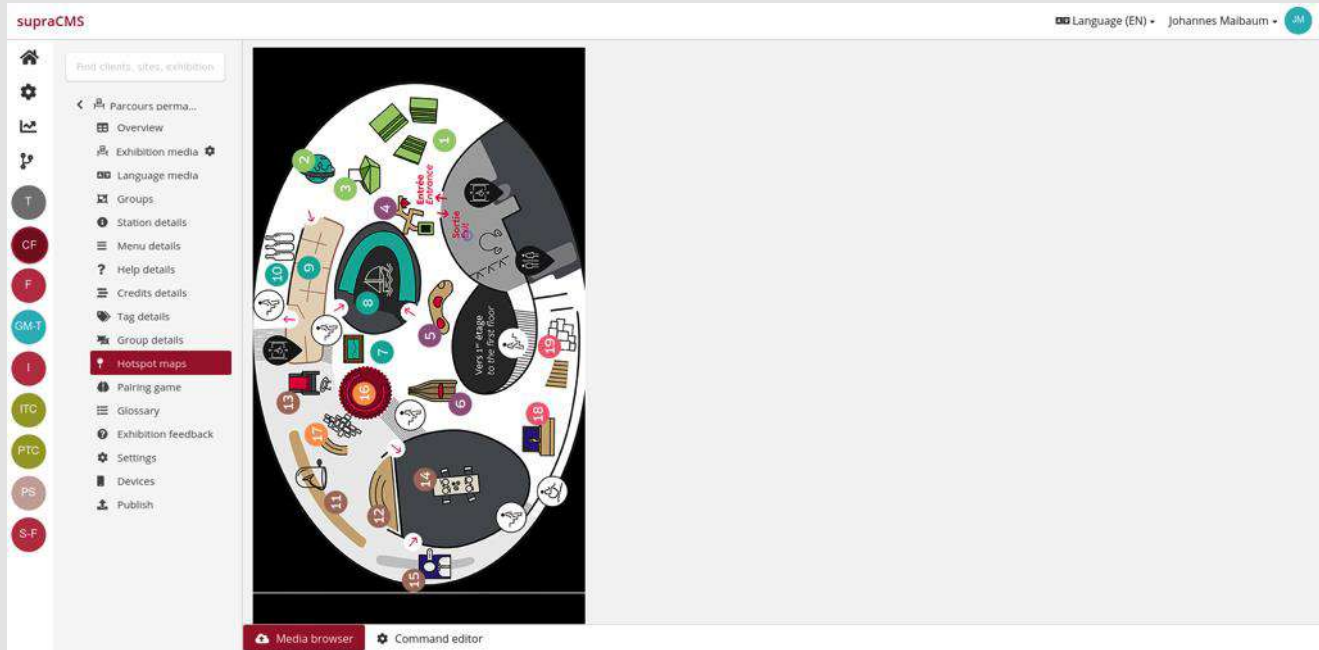 supraCMS
Language (EN)
Johannes Maibaum
JM
Find clients, sites, exhibition
Parcours perma...
Overview
Exhibition media
Language media
Groups
Station details
Menu details
Help details
Credits details
Tag details
Group details
Hotspot maps
Pairing game
Glossary
Exhibition feedback
Settings
Devices
Publish
T
CF
F
GM-T
I
ITC
PTC
PS
S-F
1
2
3
4
Entrée
Entrance
Sortie
Exit
5
6
7
8
9
10
Vers 1er étage
to the first floor
11
12
13
14
15
16
17
18
19
Media browser
Command editor